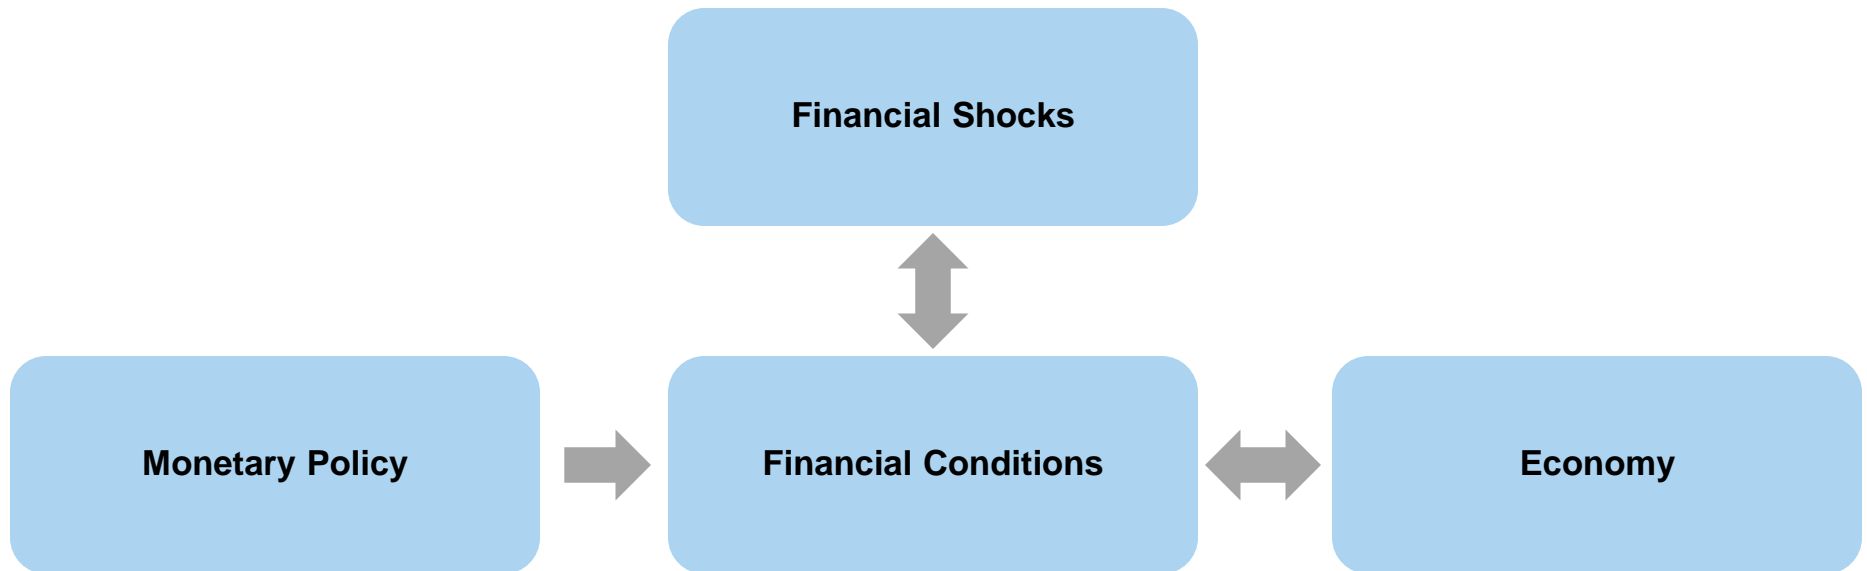 Financial Shocks
Monetary Policy
Financial Conditions
Economy